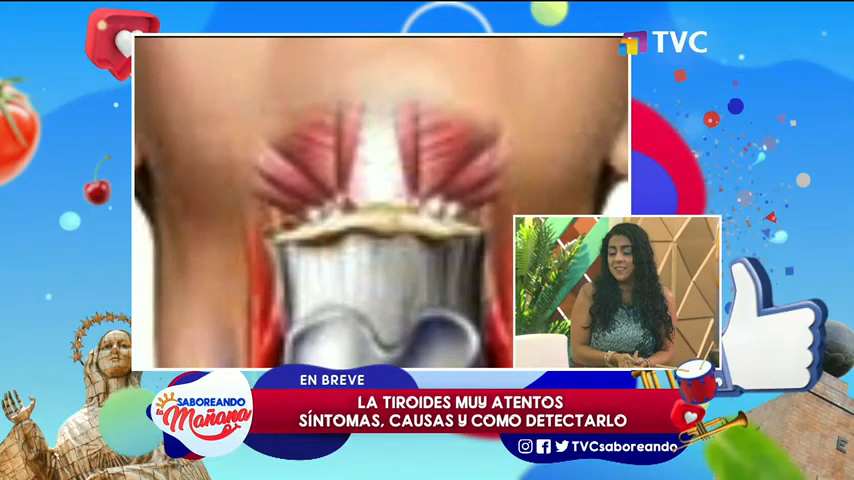 TVC
EN BREVE
SABOREANDO
Mañana
LA TIROIDES MUY ATENTOS
SÍNTOMAS, CAUSAS Y COMO DETECTARLO
TVCsaboreando